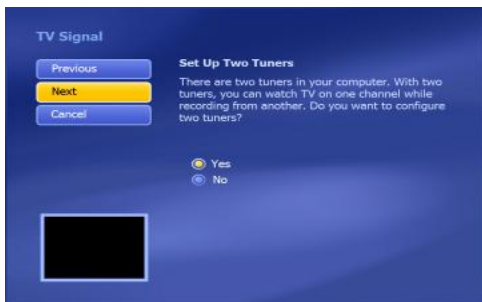 TV Signal
Previous
Next
Cancel
Set Up Two Tuners
There are two tuners in your computer. With two
tuners, you can watch TV on one channel while
recording from another. Do you want to configure
two tuners?
Yes
No